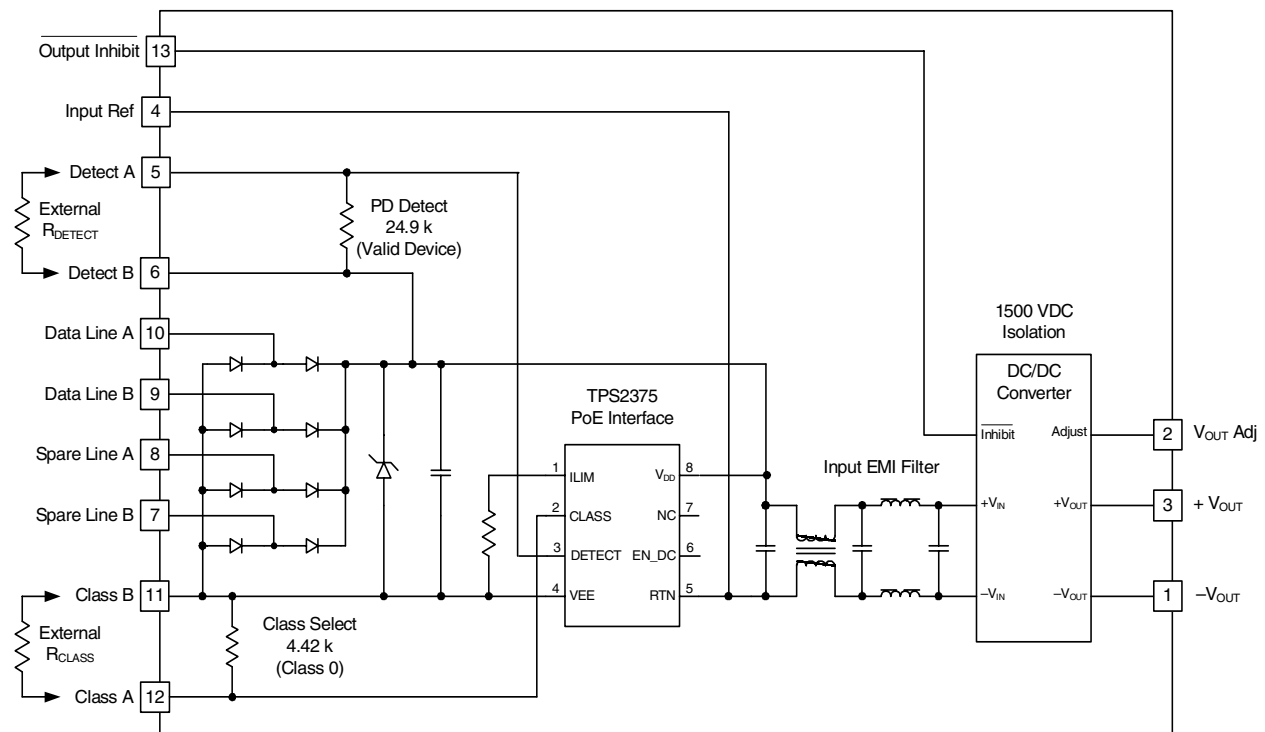 Output Inhibit 13
Input Ref 4
Detect A 5
External
RDETECT
PD Detect
24.9 k
(Valid Device)
Detect B 6
Data Line A 10
Data Line B 9
Spare Line A 8
Spare Line B 7
Class B 11
External
RCLASS
Class Select
4.42 k
(Class 0)
Class A 12
TPS2375
PoE Interface
1 ILIM
2 CLASS
3 DETECT
4 VEE
VDD 8
NC 7
EN_DC 6
RTN 5
Input EMI Filter
1500 VDC
Isolation
DC/DC
Converter
Inhibit
Adjust
+VIN
+VOUT
–VIN
–VOUT
2 VOUT Adj
3 + VOUT
1 –VOUT